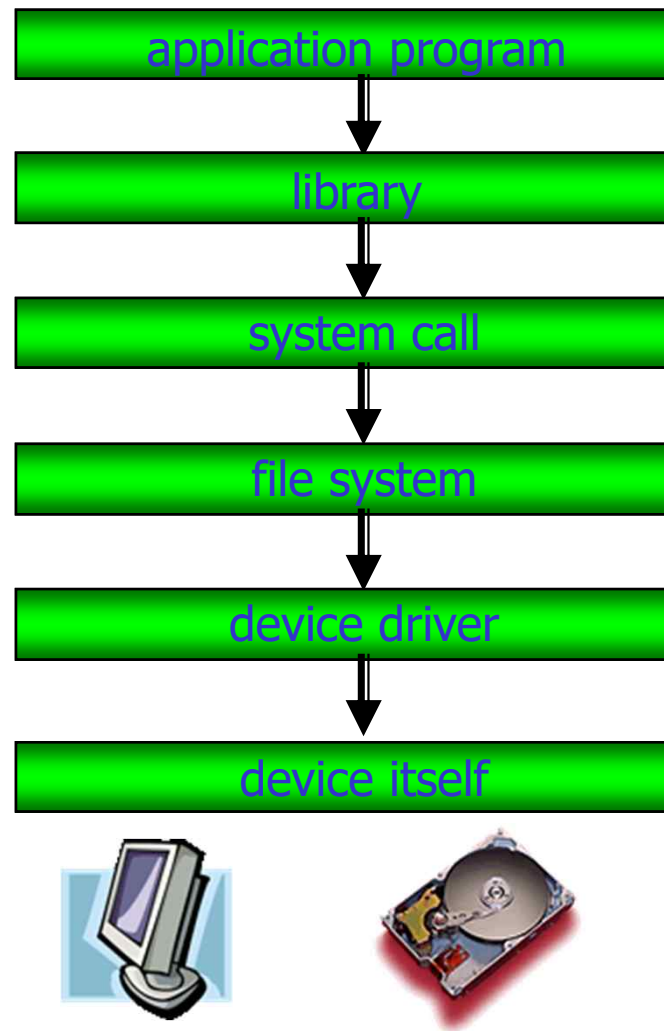 application program
library
system call
file system
device driver
device itself